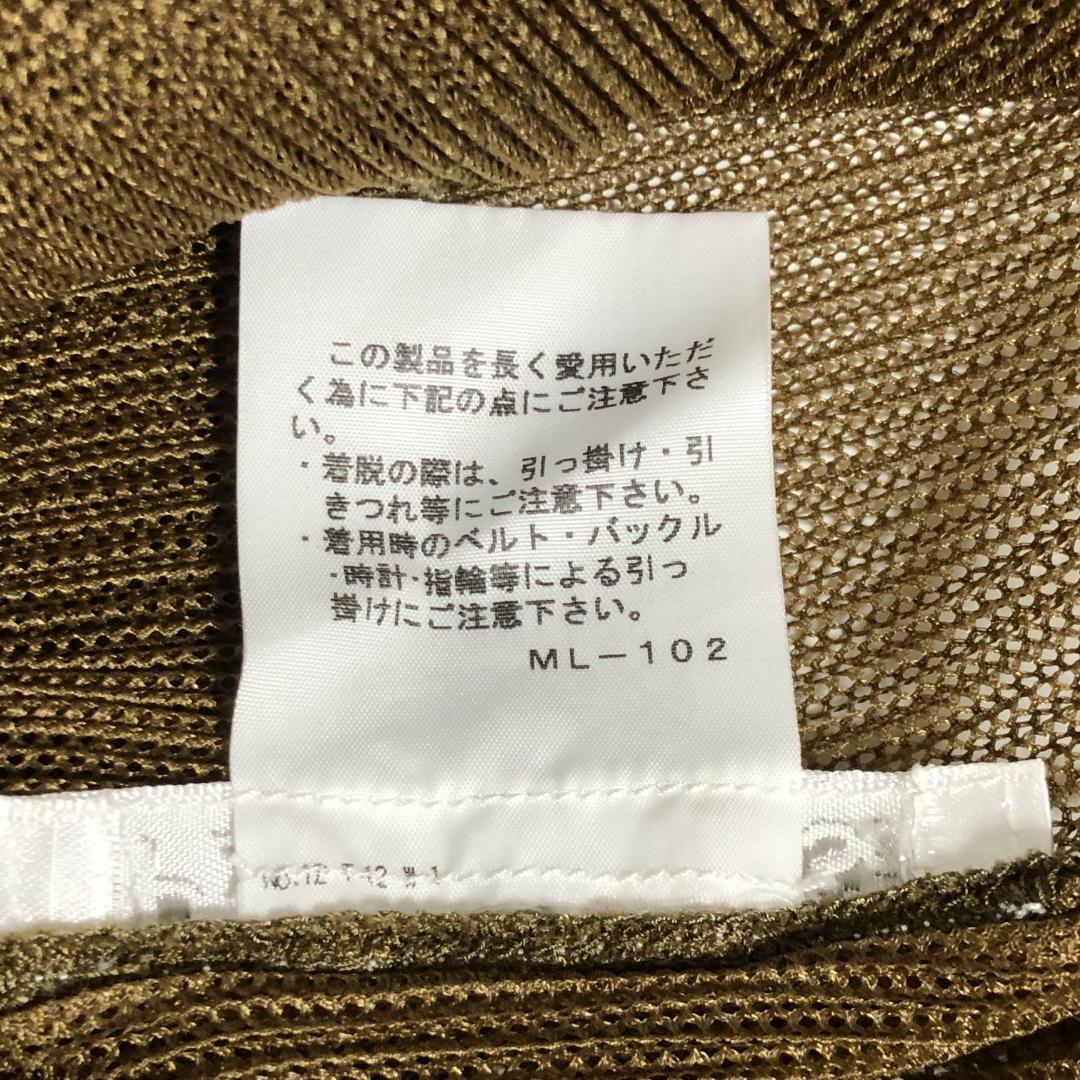 この製品を長く愛用いただ
く為に下記の点にご注意下さ
い。
・着脱の際は、引っ掛け・引
きつれ等にご注意下さい。
・着用時のベルト・バックル
・時計・指輪等による引っ
掛けにご注意下さい。
ML－102
NO.12 T-12